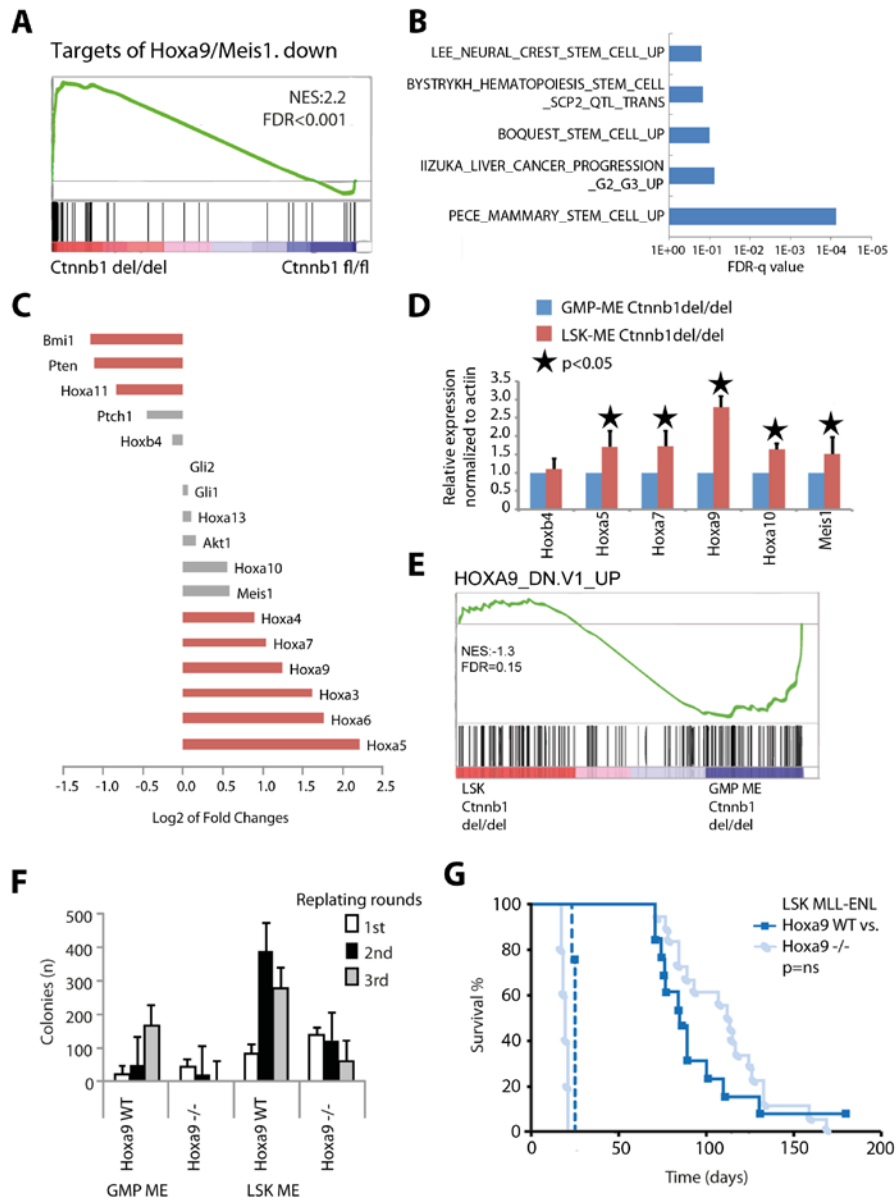 A
Targets of Hoxa9/Meis1. down
NES:2.2
FDR<0.001
Ctnnb1 del/del
Ctnnb1 fl/fl
B
LEE_NEURAL_CREST_STEM_CELL_UP
BYSTRYKH_HEMATOPOIESIS_STEM_CELL
_SCP2_QTL_TRANS
BOQUEST_STEM_CELL_UP
IIZUKA_LIVER_CANCER_PROGRESSION
_G2_G3_UP
PECE_MAMMARY_STEM_CELL_UP
1E+00 1E-01 1E-02 1E-03 1E-04 1E-05
FDR-q value
C
Bmi1
Pten
Hoxa11
Ptch1
Hoxb4
Gli2
Gli1
Hoxa13
Akt1
Hoxa10
Meis1
Hoxa4
Hoxa7
Hoxa9
Hoxa3
Hoxa6
Hoxa5
-1.5 -1.0 -0.5 0.0 0.5 1.0 1.5 2.0 2.5
Log2 of Fold Changes
D
GMP-ME Ctnnb1del/del
LSK-ME Ctnnb1del/del
p<0.05
Relative expression
normalized to actiin
3.5
3.0
2.5
2.0
1.5
1.0
0.5
0
Hoxb4
Hoxa5
Hoxa7
Hoxa9
Hoxa10
Meis1
E
HOXA9_DN.V1_UP
NES:-1.3
FDR=0.15
LSK
Ctnnb1
del/del
GMP ME
Ctnnb1
del/del
F
Replating rounds
1st
2nd
3rd
Colonies (n)
500
400
300
200
100
0
Hoxa9 WT
Hoxa9 -/-
Hoxa9 WT
Hoxa9 -/-
GMP ME
LSK ME
G
LSK MLL-ENL
Hoxa9 WT vs.
Hoxa9 -/-
p=ns
Survival %
100
80
60
40
20
0
0 50 100 150 200
Time (days)